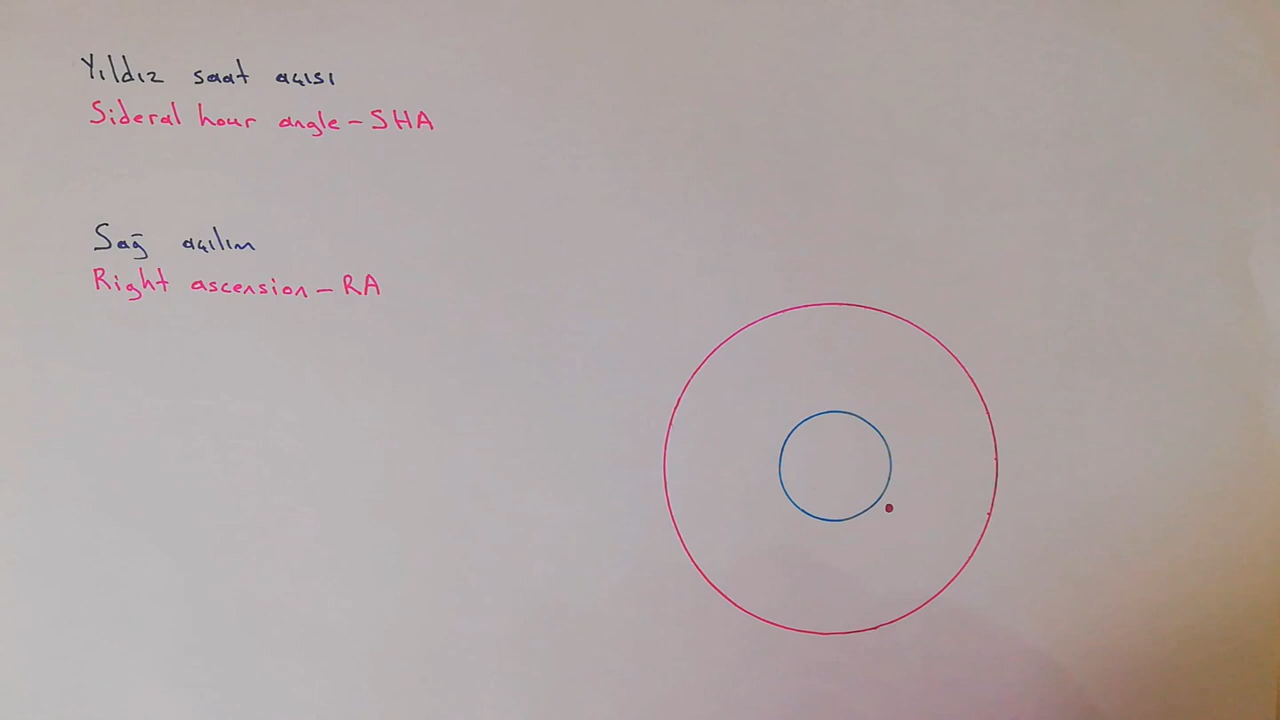 Yıldız saat açısı
Sideral hour angle - SHA
Sağ açılım
Right ascension - RA